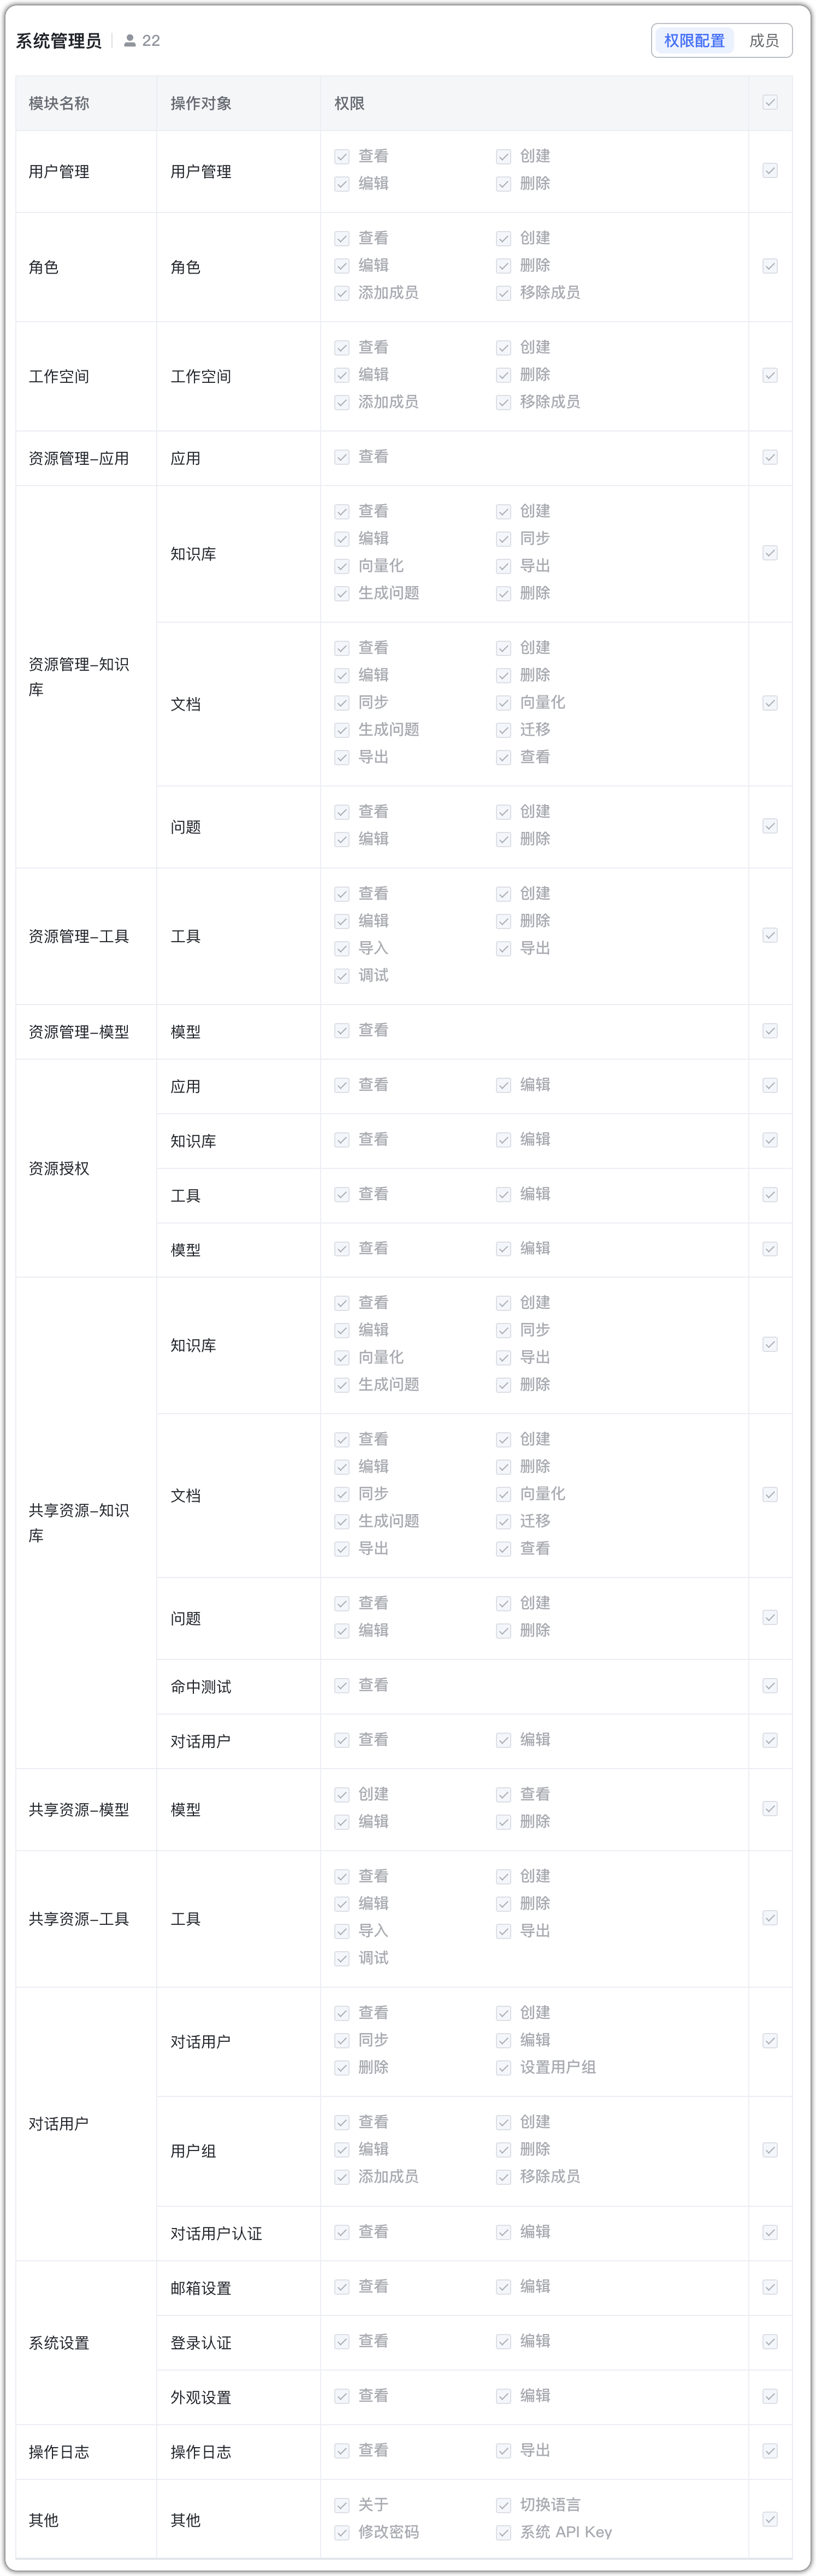 系统管理员 22 权限配置 成员
模块名称 操作对象 权限
用户管理 用户管理 查看 创建
编辑 删除
角色 角色 查看 创建
编辑 删除
添加成员 移除成员
工作空间 工作空间 查看 创建
编辑 删除
添加成员 移除成员
资源管理-应用 应用 查看
资源管理-知识
库
知识库 查看 创建
编辑 同步
向量化 导出
生成问题 删除
文档 查看 创建
编辑 删除
同步 向量化
生成问题 迁移
导出 查看
问题 查看 创建
编辑 删除
资源管理-工具 工具 查看 创建
编辑 删除
导入 导出
调试
资源管理-模型 模型 查看
资源授权 应用 查看 编辑
知识库 查看 编辑
工具 查看 编辑
模型 查看 编辑
共享资源-知识
库
知识库 查看 创建
编辑 同步
向量化 导出
生成问题 删除
文档 查看 创建
编辑 删除
同步 向量化
生成问题 迁移
导出 查看
问题 查看 创建
编辑 删除
命中测试 查看
对话用户 查看 编辑
共享资源-模型 模型 创建 查看
编辑 删除
共享资源-工具 工具 查看 创建
编辑 删除
导入 导出
调试
对话用户 对话用户 查看 创建
同步 编辑
删除 设置用户组
用户组 查看 创建
编辑 删除
添加成员 移除成员
对话用户认证 查看 编辑
系统设置 邮箱设置 查看 编辑
登录认证 查看 编辑
外观设置 查看 编辑
操作日志 操作日志 查看 导出
其他 其他 关于 切换语言
修改密码 系统 API Key